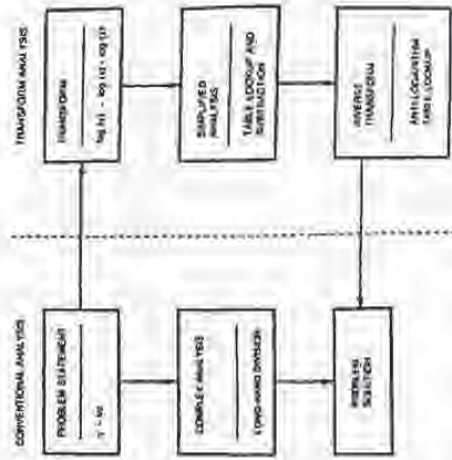 CONVENTIONAL ANALYSIS
PROBLEM STATEMENT
COMPLEX ANALYSIS
LONG-HAND DIVISION
PROBLEM
SOLUTION
TRANSFORM ANALYSIS
TRANSFORM
SIMPLIFIED
ANALYSIS
TABLE LOOKUP AND
SUBTRACTION
INVERSE
TRANSFORM
ANTI-LOGARITHM
TABLE LOOKUP